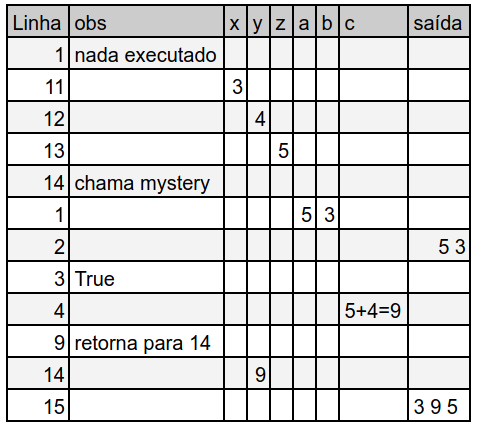 Linha obs x y z a b c saída
1 nada executado
11 3
12 4
13 5
14 chama mystery
1 5 3
2 5 3
3 True
4 5+4=9
9 retorna para 14
14 9
15 3 9 5